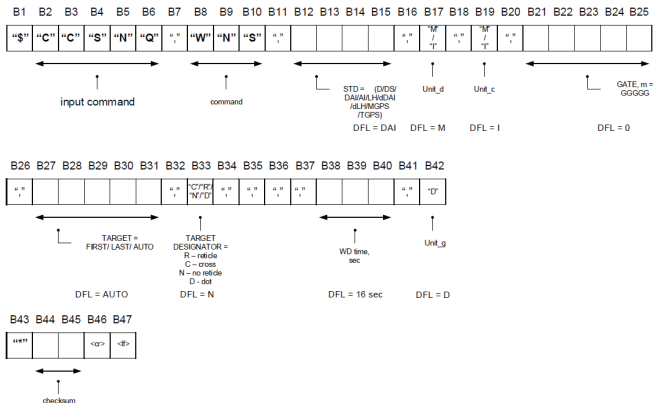 B1 B2 B3 B4 B5 B6 B7 B8 B9 B10 B11 B12 B13 B14 B15 B16 B17 B18 B19 B20 B21 B22 B23 B24 B25
“$” “C” “C” “S” “N” “Q” “,” “W” “N” “S” “,” “,” “M” / “I” “,” “M” / “I” “,”
input command
command
STD = (D/DS/
DAI/AI/LH/dDAI
/dLH/MGPS
/TGPS)
DFL = DAI
Unit_d
DFL = M
Unit_c
DFL = I
GATE, m =
GGGGG
DFL = 0
B26 B27 B28 B29 B30 B31 B32 B33 B34 B35 B36 B37 B38 B39 B40 B41 B42
“,” “,” “C”/“R”/ “N”/“D” “,” “,” “,” “,” “,” “D”
TARGET =
FIRST/ LAST/ AUTO
DFL = AUTO
TARGET
DESIGNATOR =
R – reticle
C – cross
N – no reticle
D - dot
DFL = N
WD time,
sec
DFL = 16 sec
Unit_g
DFL = D
B43 B44 B45 B46 B47
“*” <cr> <lf>
checksum